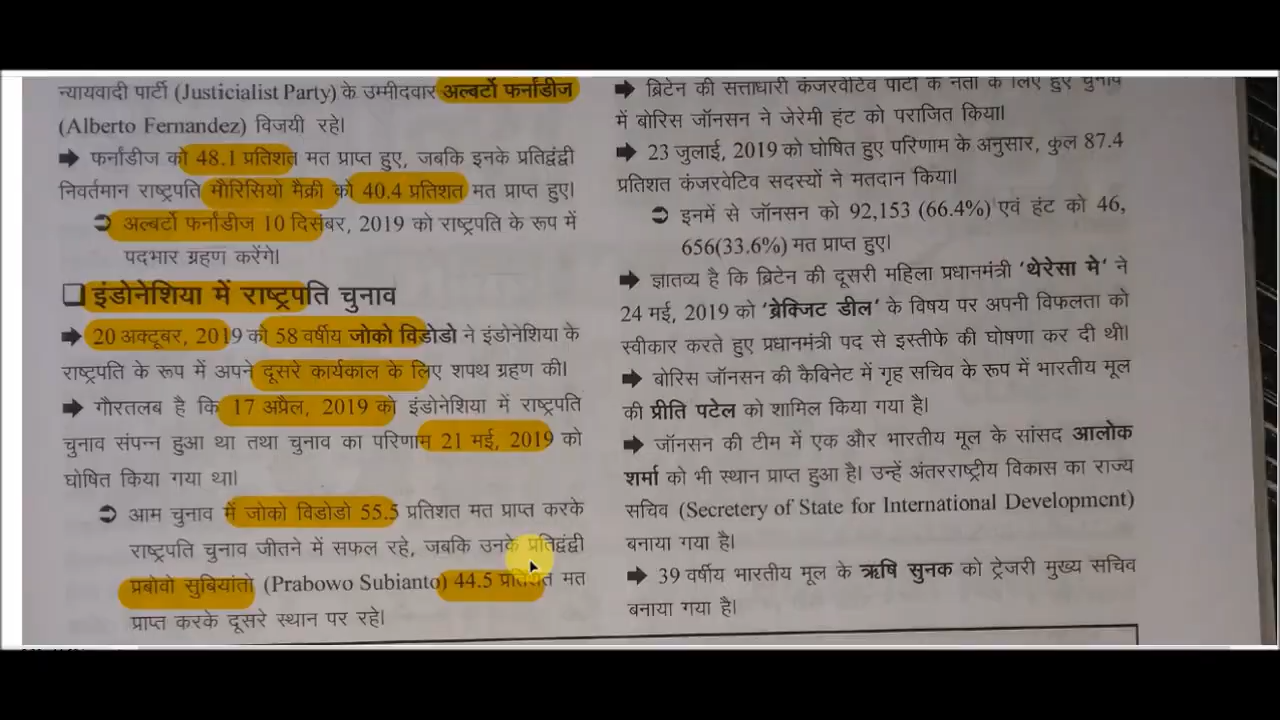 न्यायवादी पार्टी (Justicialist Party) के उम्मीदवार अल्बर्टो फर्नांडीज
(Alberto Fernandez) विजयी रहे।
➡ फर्नांडीज को 48.1 प्रतिशत मत प्राप्त हुए, जबकि इनके प्रतिद्वंद्वी
निवर्तमान राष्ट्रपति मौरिसियो मैक्री को 40.4 प्रतिशत मत प्राप्त हुए।
➲ अल्बर्टो फर्नांडीज 10 दिसंबर, 2019 को राष्ट्रपति के रूप में
पदभार ग्रहण करेंगे।
❑ इंडोनेशिया में राष्ट्रपति चुनाव
➡ 20 अक्टूबर, 2019 को 58 वर्षीय जोको विडोडो ने इंडोनेशिया के
राष्ट्रपति के रूप में अपने दूसरे कार्यकाल के लिए शपथ ग्रहण की।
➡ गौरतलब है कि 17 अप्रैल, 2019 को इंडोनेशिया में राष्ट्रपति
चुनाव संपन्न हुआ था तथा चुनाव का परिणाम 21 मई, 2019 को
घोषित किया गया था।
➲ आम चुनाव में जोको विडोडो 55.5 प्रतिशत मत प्राप्त करके
राष्ट्रपति चुनाव जीतने में सफल रहे, जबकि उनके प्रतिद्वंद्वी
प्रबोवो सुबियांतो (Prabowo Subianto) 44.5 प्रतिशत मत
प्राप्त करके दूसरे स्थान पर रहे।
➡ ब्रिटेन की सत्ताधारी कंजरवेटिव पार्टी के नेता के लिए हुए चुनाव
में बोरिस जॉनसन ने जेरेमी हंट को पराजित किया।
➡ 23 जुलाई, 2019 को घोषित हुए परिणाम के अनुसार, कुल 87.4
प्रतिशत कंजरवेटिव सदस्यों ने मतदान किया।
➲ इनमें से जॉनसन को 92,153 (66.4%) एवं हंट को 46,
656(33.6%) मत प्राप्त हुए।
➡ ज्ञातव्य है कि ब्रिटेन की दूसरी महिला प्रधानमंत्री 'थेरेसा मे' ने
24 मई, 2019 को 'ब्रेक्जिट डील' के विषय पर अपनी विफलता को
स्वीकार करते हुए प्रधानमंत्री पद से इस्तीफे की घोषणा कर दी थी।
➡ बोरिस जॉनसन की कैबिनेट में गृह सचिव के रूप में भारतीय मूल
की प्रीति पटेल को शामिल किया गया है।
➡ जॉनसन की टीम में एक और भारतीय मूल के सांसद आलोक
शर्मा को भी स्थान प्राप्त हुआ है। उन्हें अंतरराष्ट्रीय विकास का राज्य
सचिव (Secretery of State for International Development)
बनाया गया है।
➡ 39 वर्षीय भारतीय मूल के ऋषि सुनक को ट्रेजरी मुख्य सचिव
बनाया गया है।